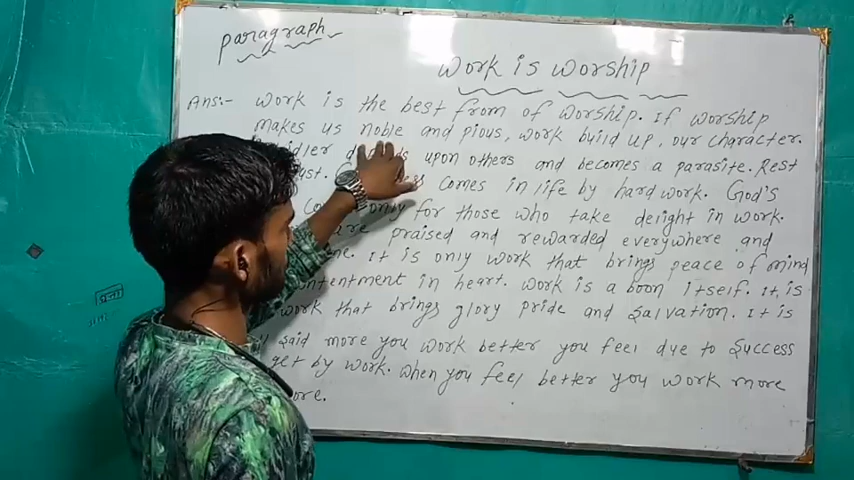 paragraph
Work is worship
Ans:- work is the best from of worship. If worship
makes us noble and pious, work build up, our character.
idler upon others and becomes a parasite. Rest
ust. comes in life by hard work. God's
only for those who take delight in work.
are praised and rewarded everywhere and
ne. it is only work that brings peace of mind
contentment in heart. work is a boon itself. It is
work that brings glory pride and salvation. It is
said more you work better you feel due to success
get by work. when you feel better you work more
ore.